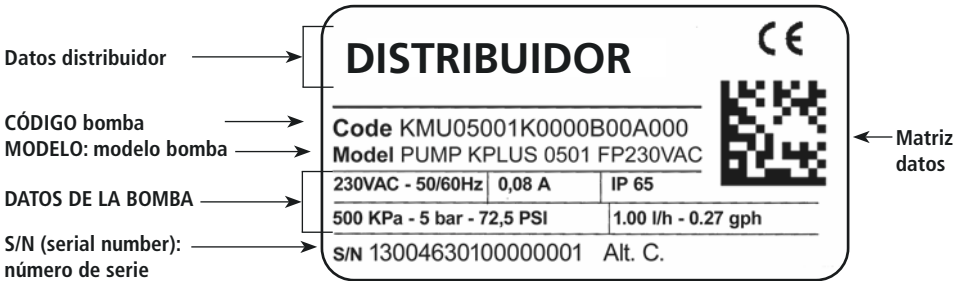 Datos distribuidor
DISTRIBUIDOR
CE
CÓDIGO bomba
MODELO: modelo bomba
Code KMU05001K0000B00A000
Model PUMP KPLUS 0501 FP230VAC
Matriz
datos
DATOS DE LA BOMBA
230VAC - 50/60Hz 0,08 A IP 65
500 KPa - 5 bar - 72,5 PSI 1.00 l/h - 0.27 gph
S/N (serial number):
número de serie
S/N 13004630100000001 Alt. C.